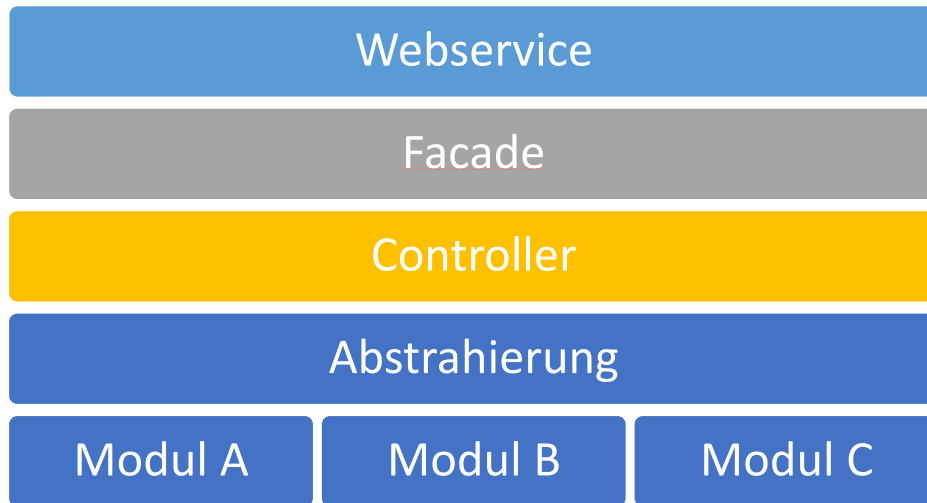 Webservice
Facade
Controller
Abstrahierung
Modul A Modul B Modul C